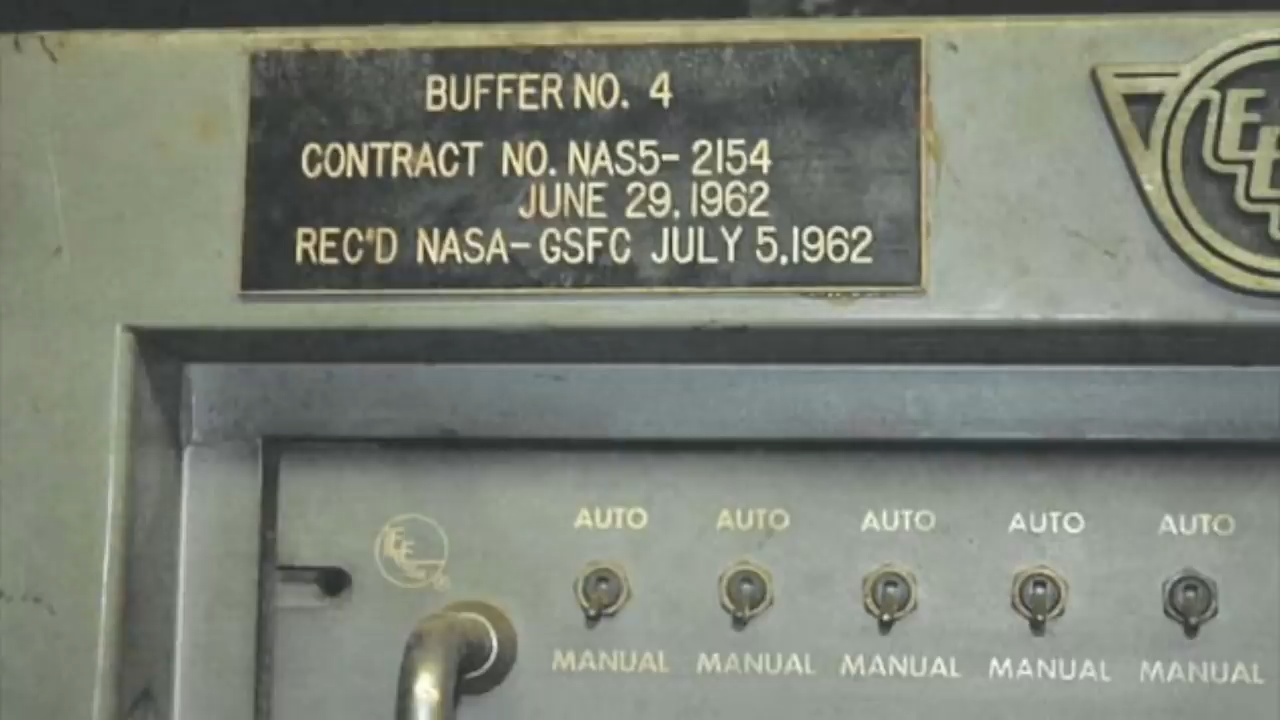 BUFFER NO. 4
CONTRACT NO. NAS5-2154
JUNE 29, 1962
REC'D NASA-GSFC JULY 5, 1962
AUTO AUTO AUTO AUTO AUTO
MANUAL MANUAL MANUAL MANUAL MANUAL